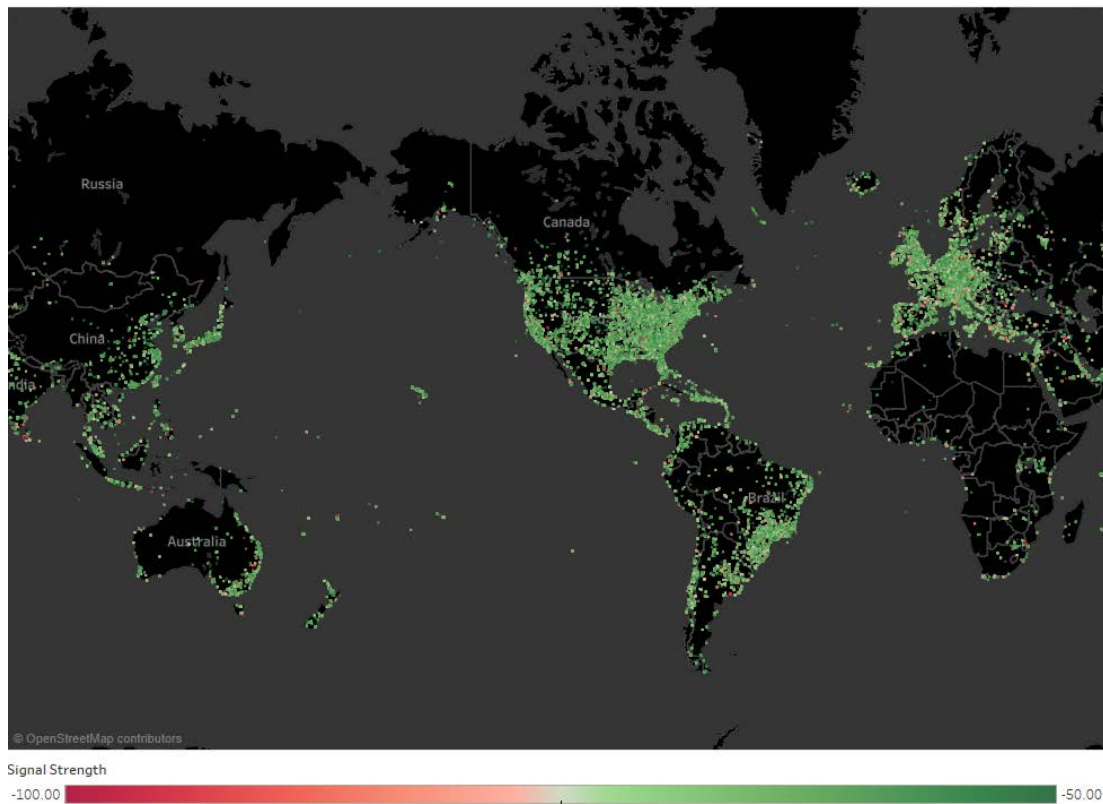 Russia
Canada
China
ndia
Brazil
Australia
© OpenStreetMap contributors
Signal Strength
-100.00
-50.00